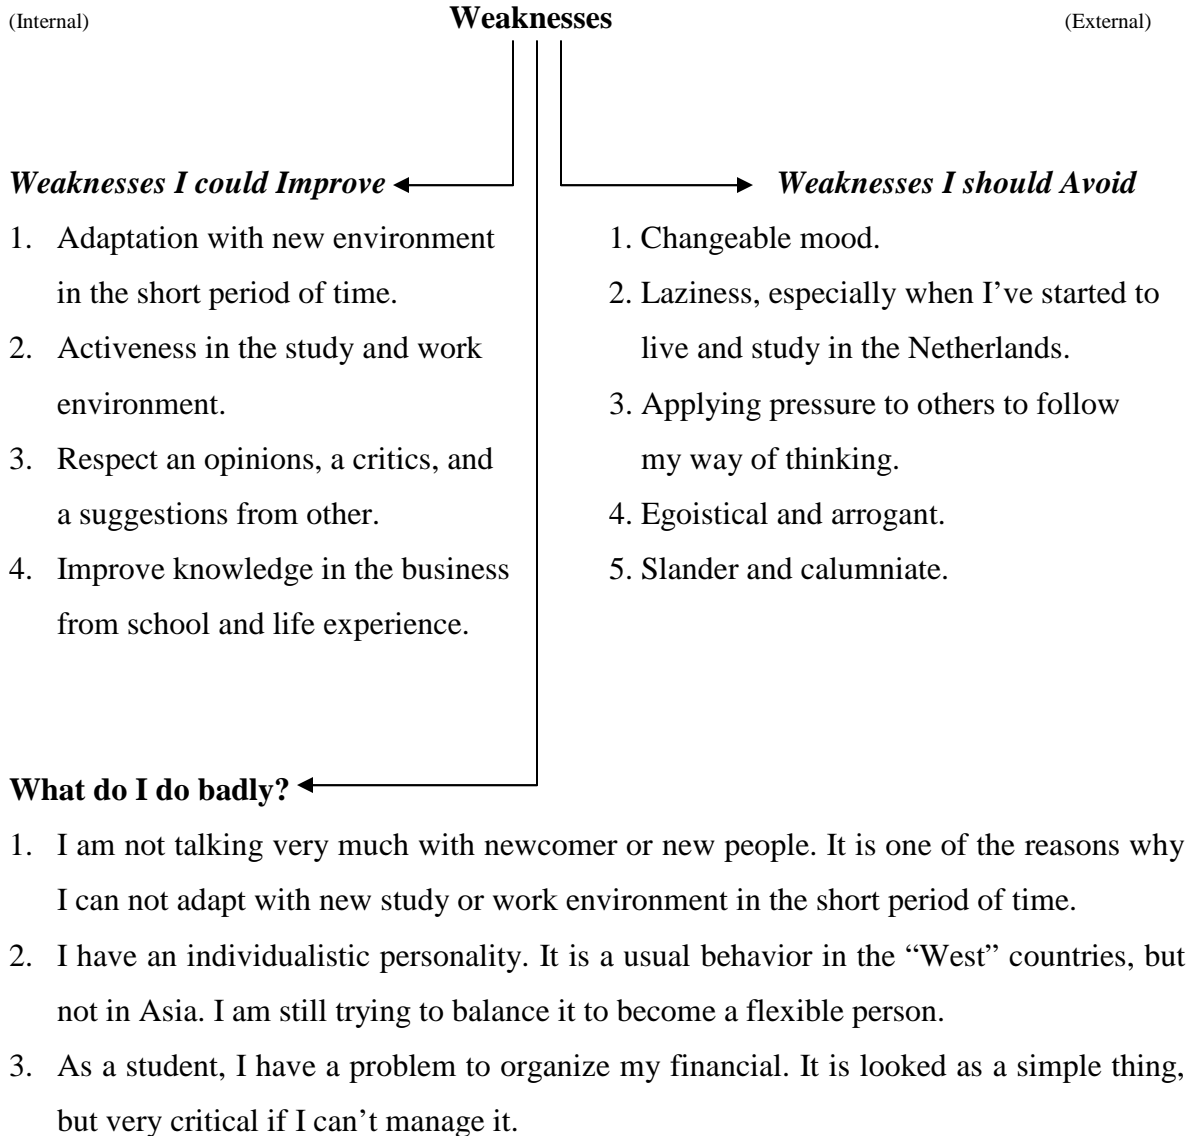 (Internal) Weaknesses (External)
Weaknesses I could Improve
1. Adaptation with new environment
in the short period of time.
2. Activeness in the study and work
environment.
3. Respect an opinions, a critics, and
a suggestions from other.
4. Improve knowledge in the business
from school and life experience.
Weaknesses I should Avoid
1. Changeable mood.
2. Laziness, especially when I’ve started to
live and study in the Netherlands.
3. Applying pressure to others to follow
my way of thinking.
4. Egoistical and arrogant.
5. Slander and calumniate.
What do I do badly?
1. I am not talking very much with newcomer or new people. It is one of the reasons why
I can not adapt with new study or work environment in the short period of time.
2. I have an individualistic personality. It is a usual behavior in the “West” countries, but
not in Asia. I am still trying to balance it to become a flexible person.
3. As a student, I have a problem to organize my financial. It is looked as a simple thing,
but very critical if I can’t manage it.